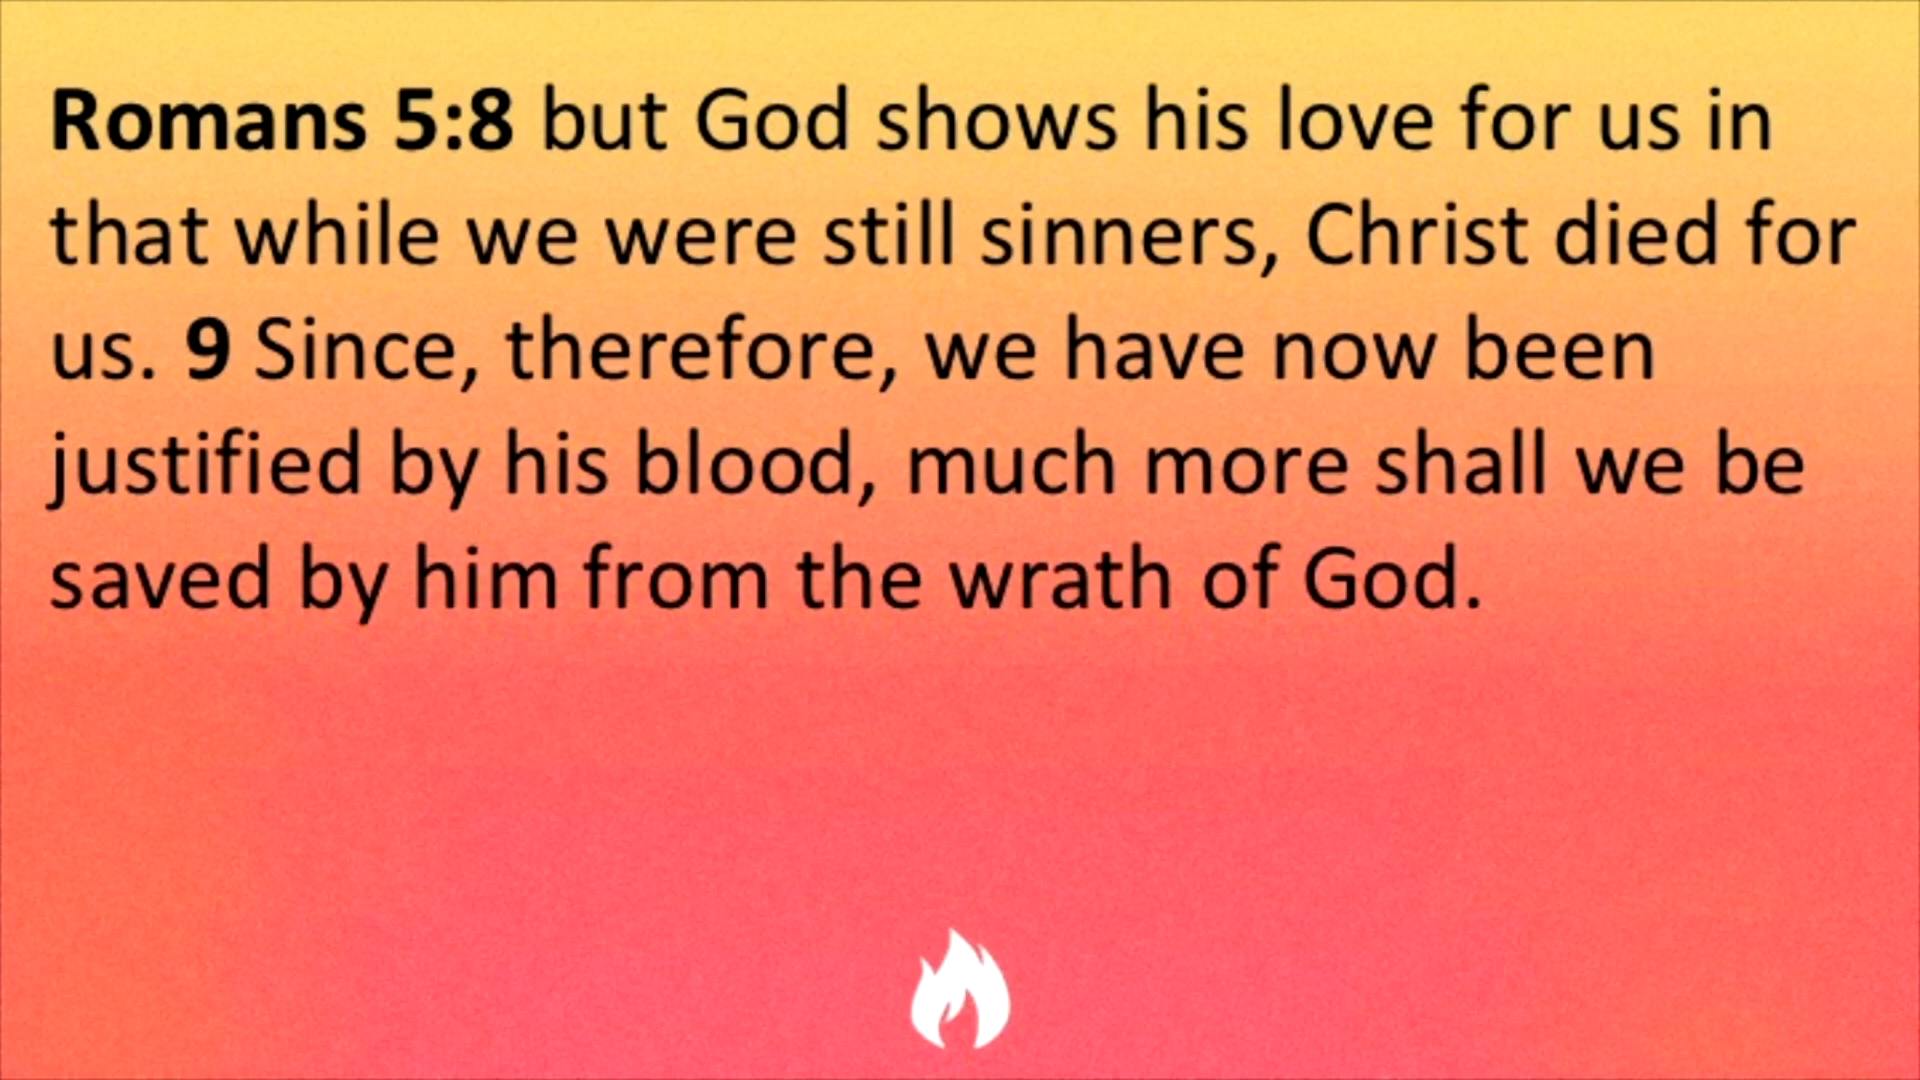 Romans 5:8 but God shows his love for us in
that while we were still sinners, Christ died for
us. 9 Since, therefore, we have now been
justified by his blood, much more shall we be
saved by him from the wrath of God.